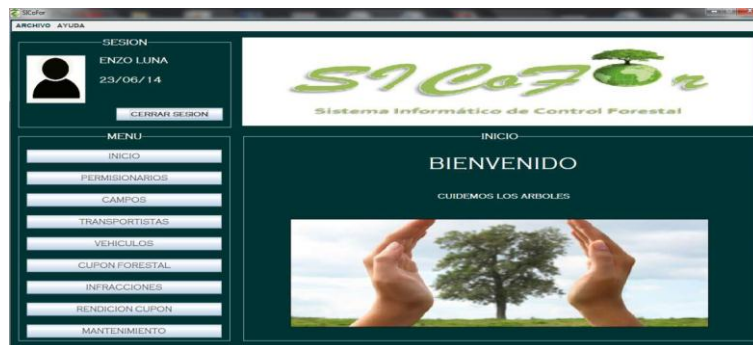 SICoFor
ARCHIVO AYUDA
SESION
ENZO LUNA
23/06/14
CERRAR SESION
SICoFor
Sistema Informático de Control Forestal
MENU
INICIO
PERMISIONARIOS
CAMPOS
TRANSPORTISTAS
VEHICULOS
CUPON FORESTAL
INFRACCIONES
RENDICION CUPON
MANTENIMIENTO
INICIO
BIENVENIDO
CUIDEMOS LOS ARBOLES